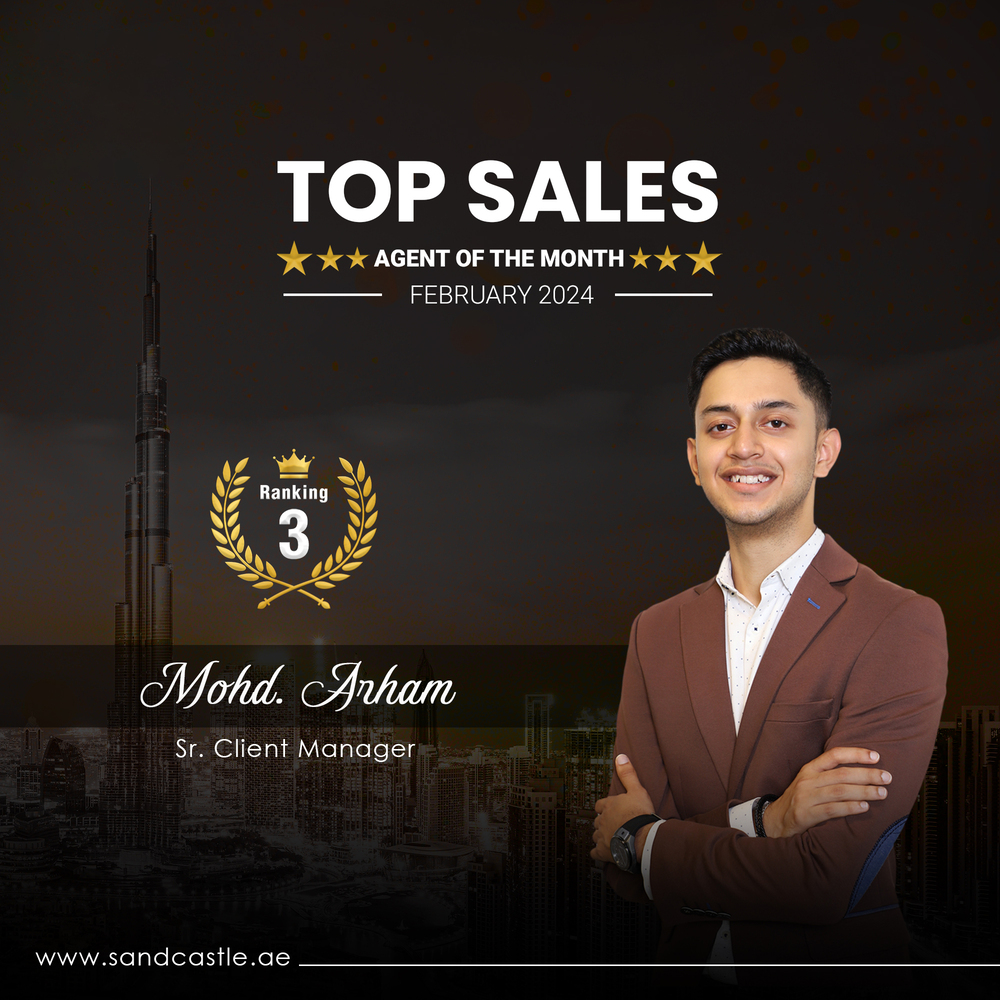 TOP SALES
AGENT OF THE MONTH
FEBRUARY 2024
Ranking
3
Mohd. Arham
Sr. Client Manager
www.sandcastle.ae